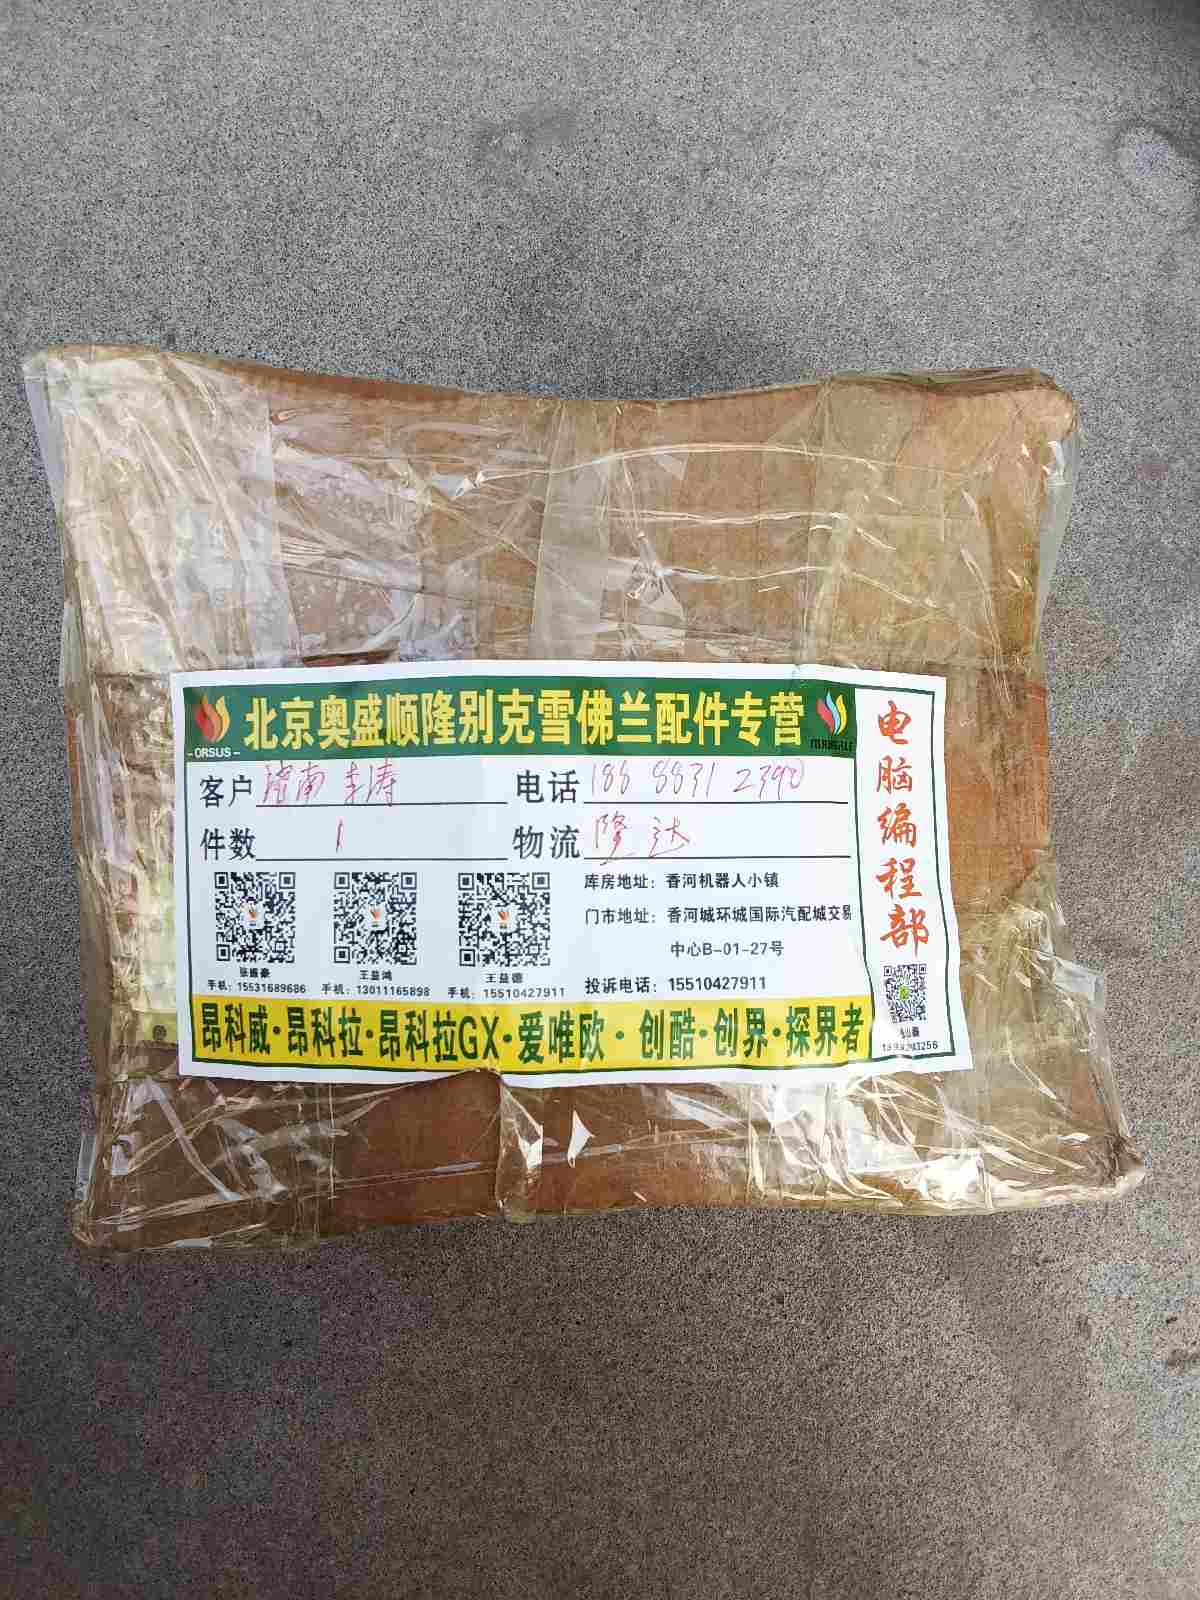 北京奥盛顺隆别克雪佛兰配件专营
ORSUS
客户 济南 李涛 电话 188 8831 2390
件数 1 物流 隆达
库房地址：香河机器人小镇
门市地址：香河城环城国际汽配城交易
中心B-01-27号
投诉电话：15510427911
张振豪
手机：15531689686
王益鸿
手机：13011165898
王益德
手机：15510427911
昂科威·昂科拉·昂科拉GX·爱唯欧·创酷·创界·探界者
电脑编程部